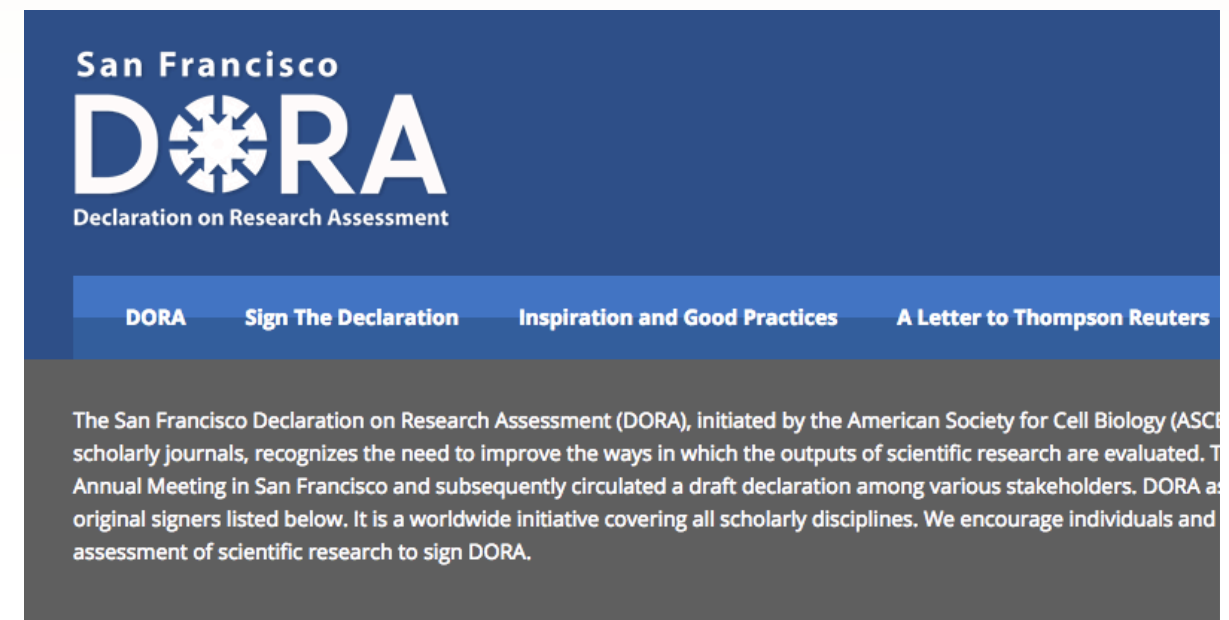 San Francisco
DORA
Declaration on Research Assessment
DORA Sign The Declaration Inspiration and Good Practices A Letter to Thompson Reuters
The San Francisco Declaration on Research Assessment (DORA), initiated by the American Society for Cell Biology (ASCB
scholarly journals, recognizes the need to improve the ways in which the outputs of scientific research are evaluated. T
Annual Meeting in San Francisco and subsequently circulated a draft declaration among various stakeholders. DORA as
original signers listed below. It is a worldwide initiative covering all scholarly disciplines. We encourage individuals and
assessment of scientific research to sign DORA.